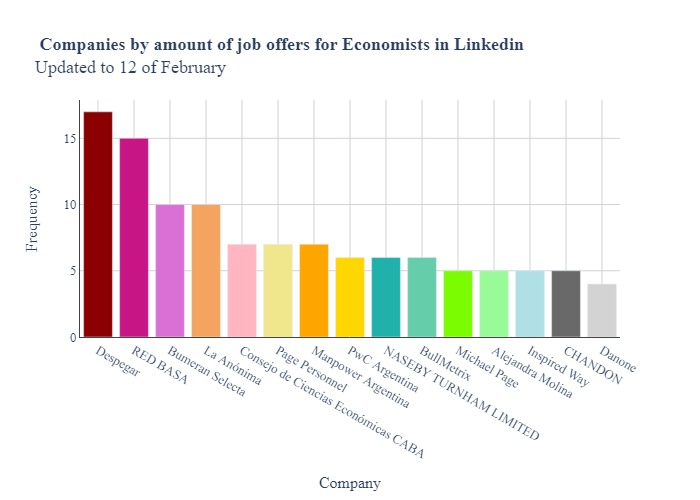 Companies by amount of job offers for Economists in Linkedin
Updated to 12 of February
Frequency
15
10
5
0
Despegar
RED BASA
Bumeran Selecta
La Anónima
Consejo de Ciencias Económicas CABA
Page Personnel
Manpower Argentina
PwC Argentina
NASEBY TURNHAM LIMITED
BullMetrix
Michael Page
Alejandra Molina
Inspired Way
CHANDON
Danone
Company